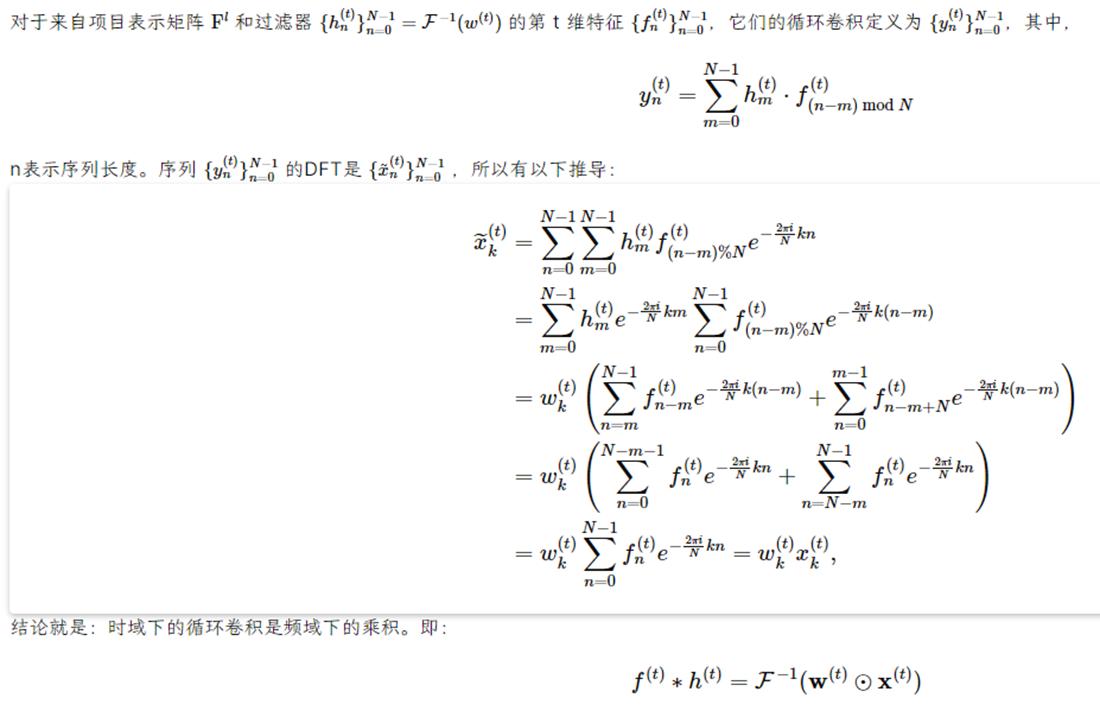 对于来自项目表示矩阵 $\mathbf{F}^l$ 和过滤器 $\{h_n^{(t)}\}_{n=0}^{N-1} = \mathcal{F}^{-1}(w^{(t)})$ 的第 t 维特征 $\{f_n^{(t)}\}_{n=0}^{N-1}$，它们的循环卷积定义为 $\{y_n^{(t)}\}_{n=0}^{N-1}$，其中，
$y_n^{(t)} = \sum_{m=0}^{N-1} h_m^{(t)} \cdot f_{(n-m) \bmod N}^{(t)}$
n表示序列长度。序列 $\{y_n^{(t)}\}_{n=0}^{N-1}$ 的DFT是 $\{\tilde{x}_n^{(t)}\}_{n=0}^{N-1}$ ，所以有以下推导：
$\widetilde{x}_k^{(t)} = \sum_{n=0}^{N-1} \sum_{m=0}^{N-1} h_m^{(t)} f_{(n-m)\%N}^{(t)} e^{-\frac{2\pi i}{N}kn}$
$= \sum_{m=0}^{N-1} h_m^{(t)} e^{-\frac{2\pi i}{N}km} \sum_{n=0}^{N-1} f_{(n-m)\%N}^{(t)} e^{-\frac{2\pi i}{N}k(n-m)}$
$= w_k^{(t)} \left( \sum_{n=m}^{N-1} f_{n-m}^{(t)} e^{-\frac{2\pi i}{N}k(n-m)} + \sum_{n=0}^{m-1} f_{n-m+N}^{(t)} e^{-\frac{2\pi i}{N}k(n-m)} \right)$
$= w_k^{(t)} \left( \sum_{n=0}^{N-m-1} f_n^{(t)} e^{-\frac{2\pi i}{N}kn} + \sum_{n=N-m}^{N-1} f_n^{(t)} e^{-\frac{2\pi i}{N}kn} \right)$
$= w_k^{(t)} \sum_{n=0}^{N-1} f_n^{(t)} e^{-\frac{2\pi i}{N}kn} = w_k^{(t)} x_k^{(t)},$
结论就是：时域下的循环卷积是频域下的乘积。即：
$f^{(t)} * h^{(t)} = \mathcal{F}^{-1}(\mathbf{w}^{(t)} \odot \mathbf{x}^{(t)})$